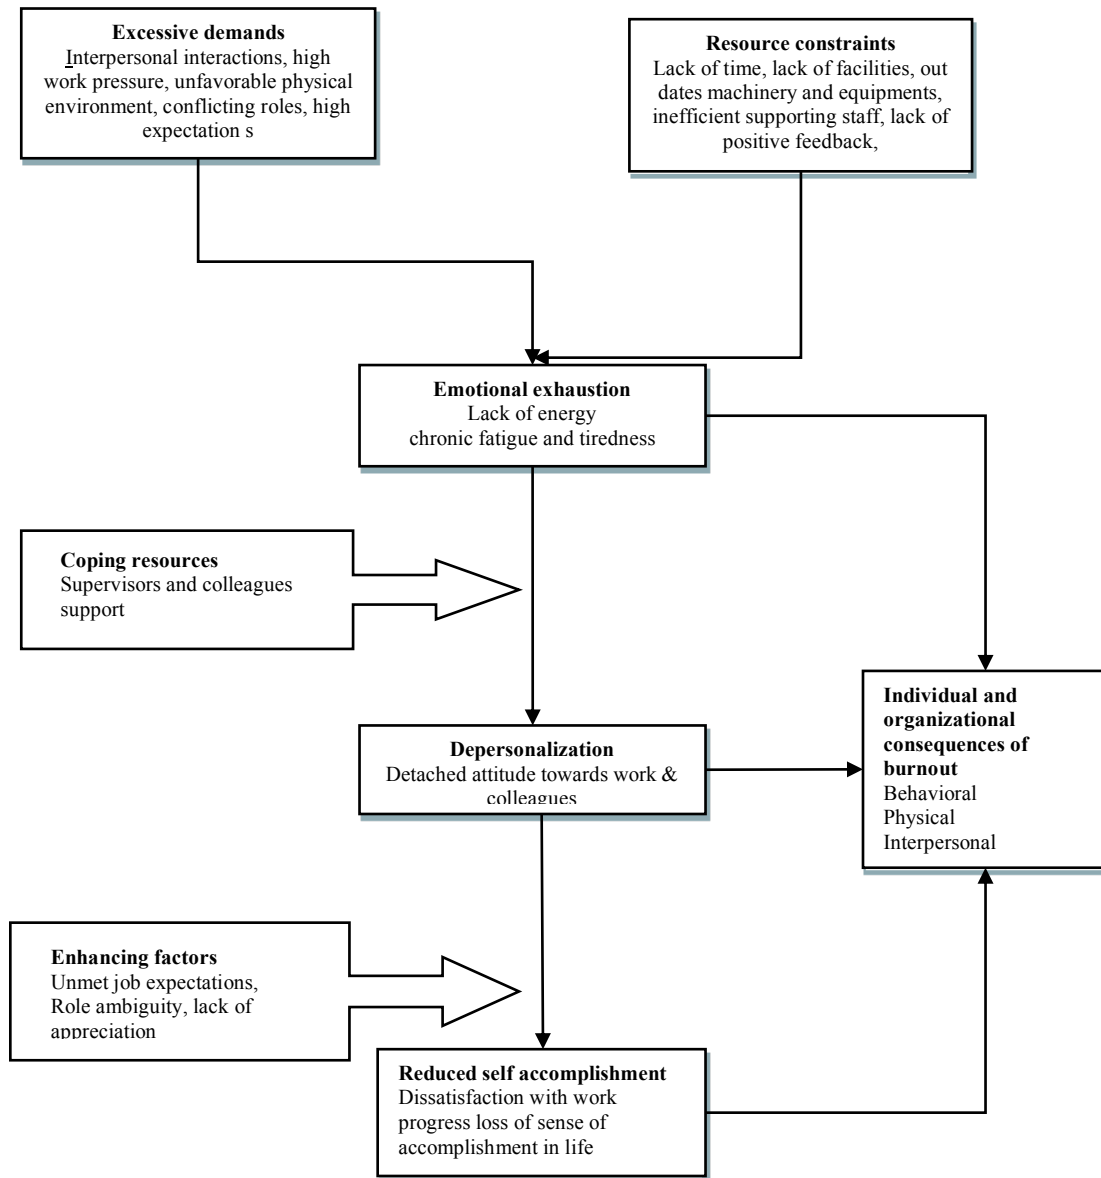 Excessive demands
Interpersonal interactions, high
work pressure, unfavorable physical
environment, conflicting roles, high
expectation s
Resource constraints
Lack of time, lack of facilities, out
dates machinery and equipments,
inefficient supporting staff, lack of
positive feedback,
Emotional exhaustion
Lack of energy
chronic fatigue and tiredness
Coping resources
Supervisors and colleagues
support
Depersonalization
Detached attitude towards work &
colleagues
Individual and
organizational
consequences of
burnout
Behavioral
Physical
Interpersonal
Enhancing factors
Unmet job expectations,
Role ambiguity, lack of
appreciation
Reduced self accomplishment
Dissatisfaction with work
progress loss of sense of
accomplishment in life